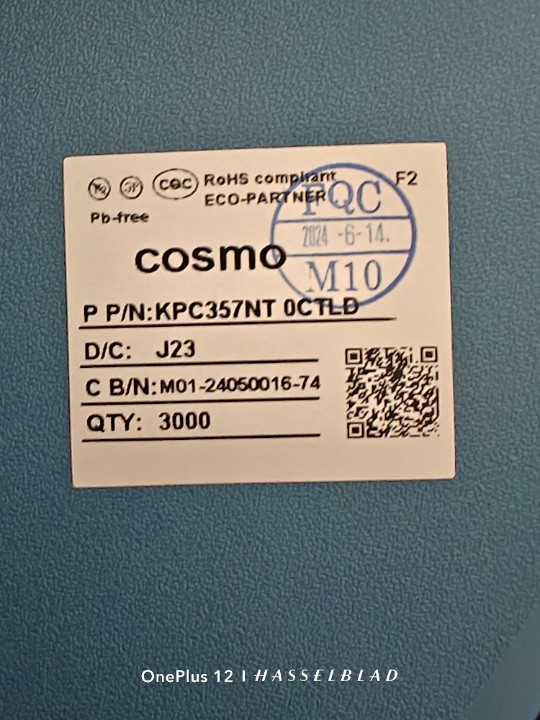 CQC RoHS compliant F2
ECO-PARTNER
Pb-free
FQC
2024 -6-14.
M10
cosmo
P P/N:KPC357NT 0CTLD
D/C: J23
C B/N:M01-24050016-74
QTY: 3000
OnePlus 12 | HASSELBLAD